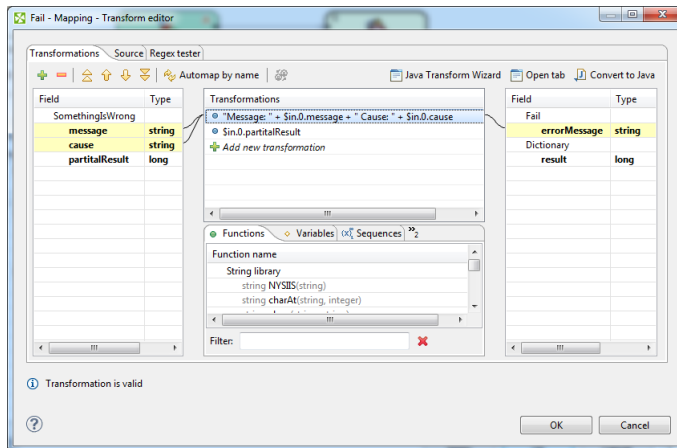 Fail - Mapping - Transform editor
Transformations Source Regex tester
Automap by name Java Transform Wizard Open tab Convert to Java
Field Type
SomethingIsWrong
message string
cause string
partitalResult long
Transformations
"Message: " + $in.0.message + " Cause: " + $in.0.cause
$in.0.partitalResult
Add new transformation
Field Type
Fail
errorMessage string
Dictionary
result long
Functions Variables (x) Sequences »2
Function name
String library
string NYSIIS(string)
string charAt(string, integer)
Filter:
Transformation is valid
?
OK Cancel